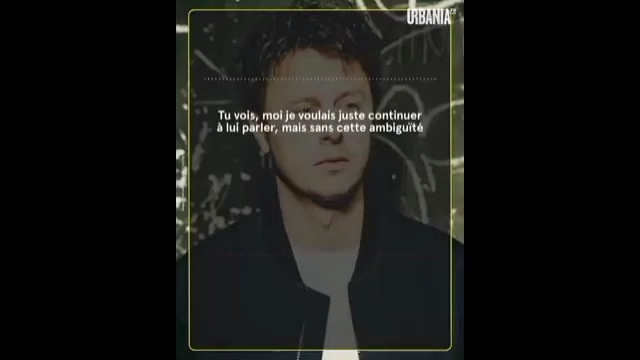 URBANIA
Tu vois, moi je voulais juste continuer
à lui parler, mais sans cette ambiguïté